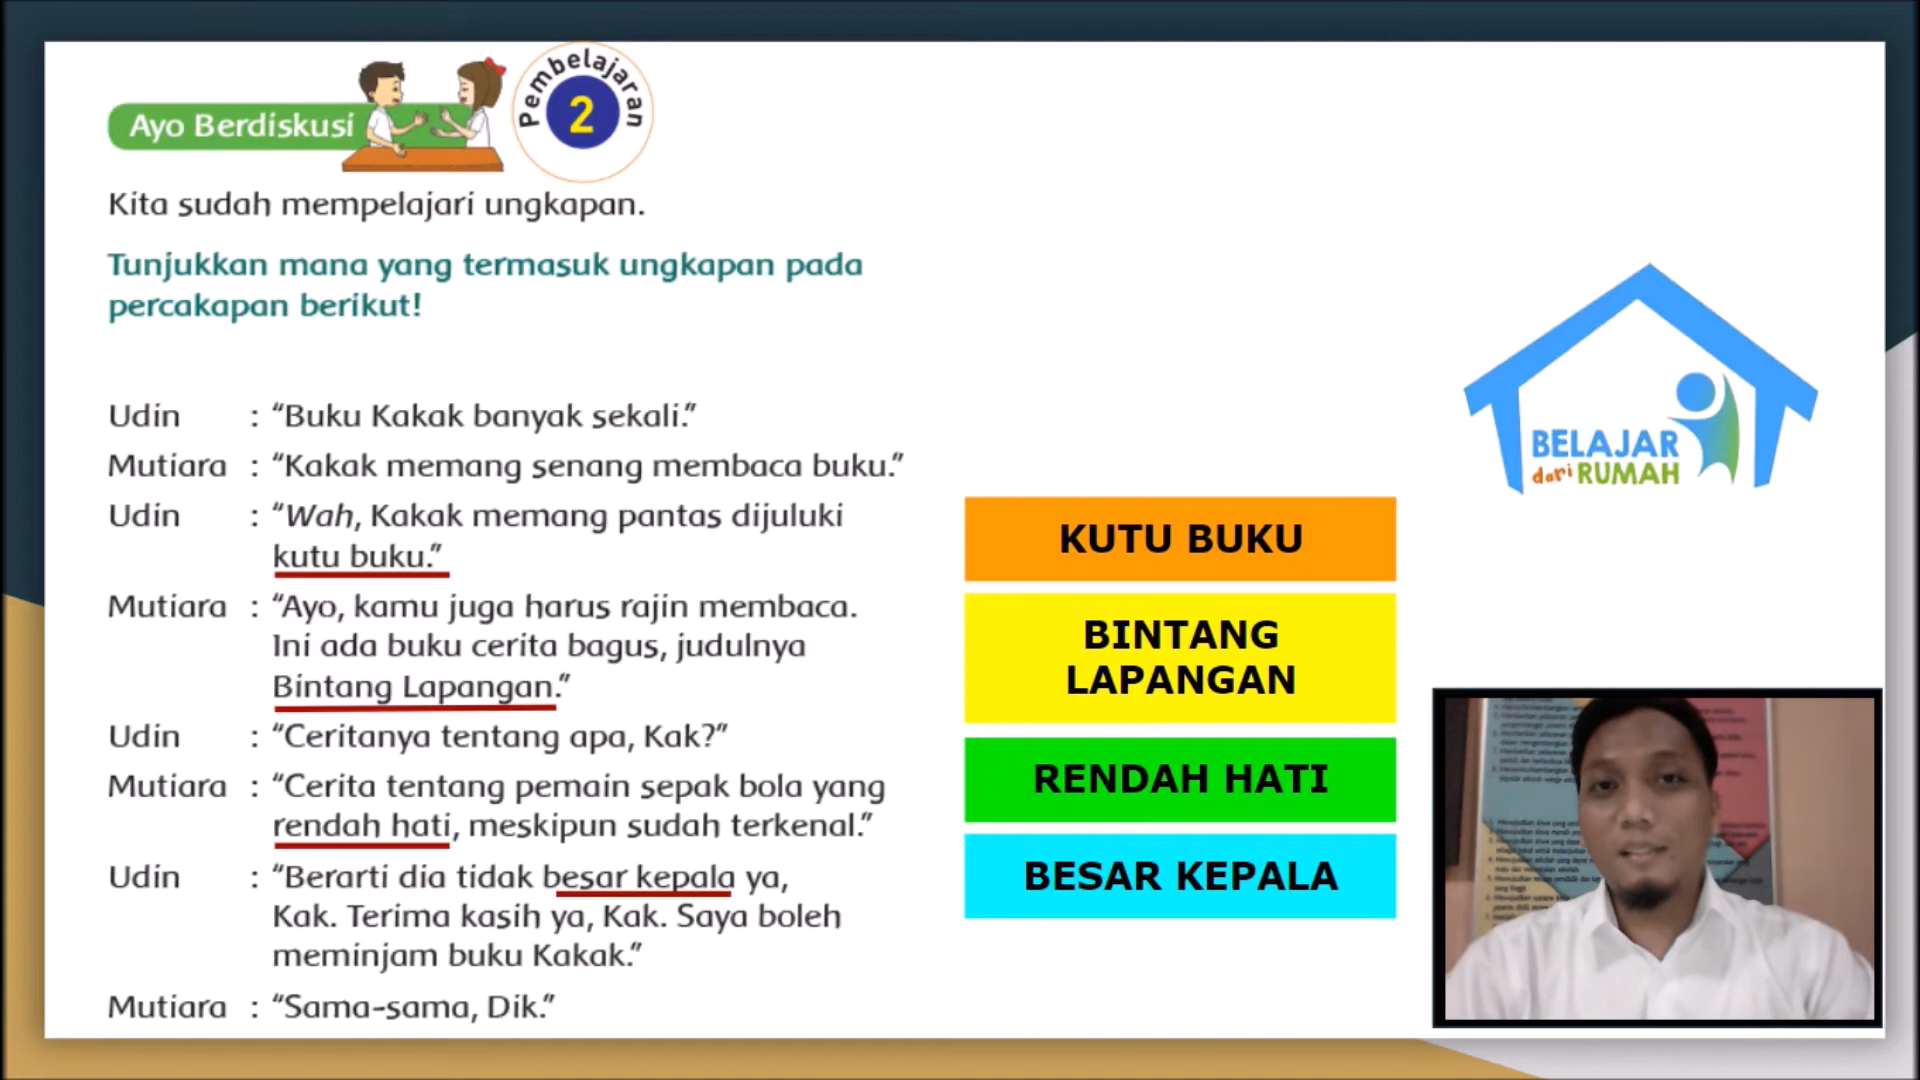 Ayo Berdiskusi
Pembelajaran
2
Kita sudah mempelajari ungkapan.
Tunjukkan mana yang termasuk ungkapan pada
percakapan berikut!
Udin : “Buku Kakak banyak sekali.”
Mutiara : “Kakak memang senang membaca buku.”
Udin : “Wah, Kakak memang pantas dijuluki
kutu buku.”
Mutiara : “Ayo, kamu juga harus rajin membaca.
Ini ada buku cerita bagus, judulnya
Bintang Lapangan.”
Udin : “Ceritanya tentang apa, Kak?”
Mutiara : “Cerita tentang pemain sepak bola yang
rendah hati, meskipun sudah terkenal.”
Udin : “Berarti dia tidak besar kepala ya,
Kak. Terima kasih ya, Kak. Saya boleh
meminjam buku Kakak.”
Mutiara : “Sama-sama, Dik.”
KUTU BUKU
BINTANG
LAPANGAN
RENDAH HATI
BESAR KEPALA
BELAJAR
dari RUMAH